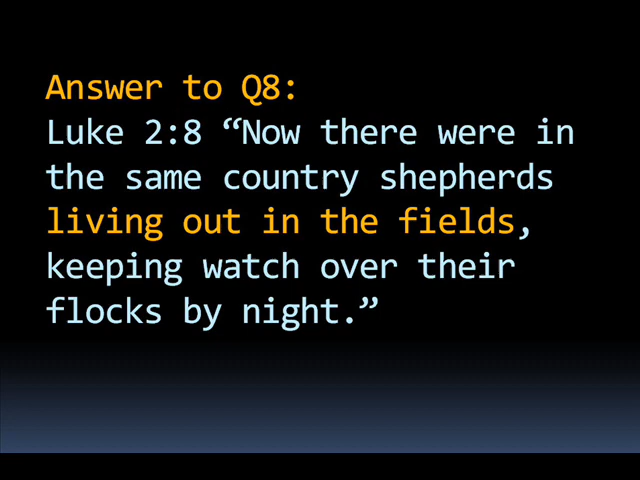 Answer to Q8:
Luke 2:8 “Now there were in
the same country shepherds
living out in the fields,
keeping watch over their
flocks by night.”